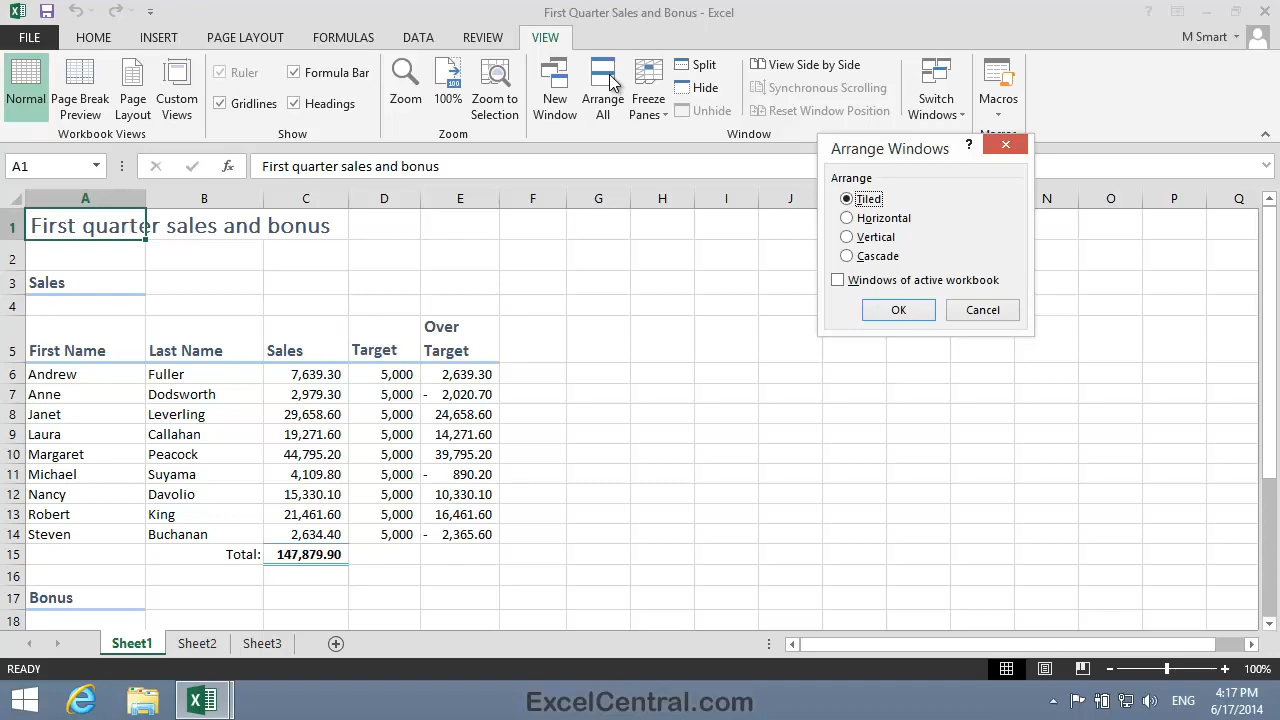 First Quarter Sales and Bonus - Excel
?
FILE HOME INSERT PAGE LAYOUT FORMULAS DATA REVIEW VIEW M Smart
Normal
Page Break Preview
Page Layout
Custom Views
Workbook Views
Ruler
Formula Bar
Gridlines
Headings
Show
Zoom
100
100%
Zoom to Selection
Zoom
New Window
Arrange All
Freeze Panes
Split
Hide
Unhide
View Side by Side
Synchronous Scrolling
Reset Window Position
Switch Windows
Window
Macros
Macros
A1 fx First quarter sales and bonus
Arrange Windows ?
Arrange
Tiled
Horizontal
Vertical
Cascade
Windows of active workbook
OK Cancel
A B C D E F G H I J N O P Q
1 First quarter sales and bonus
2
3 Sales
4
5 First Name Last Name Sales Target Over Target
6 Andrew Fuller 7,639.30 5,000 2,639.30
7 Anne Dodsworth 2,979.30 5,000 - 2,020.70
8 Janet Leverling 29,658.60 5,000 24,658.60
9 Laura Callahan 19,271.60 5,000 14,271.60
10 Margaret Peacock 44,795.20 5,000 39,795.20
11 Michael Suyama 4,109.80 5,000 - 890.20
12 Nancy Davolio 15,330.10 5,000 10,330.10
13 Robert King 21,461.60 5,000 16,461.60
14 Steven Buchanan 2,634.40 5,000 - 2,365.60
15 Total: 147,879.90
16
17 Bonus
18
Sheet1 Sheet2 Sheet3
READY 100%
ExcelCentral.com
ENG
4:17 PM
6/17/2014